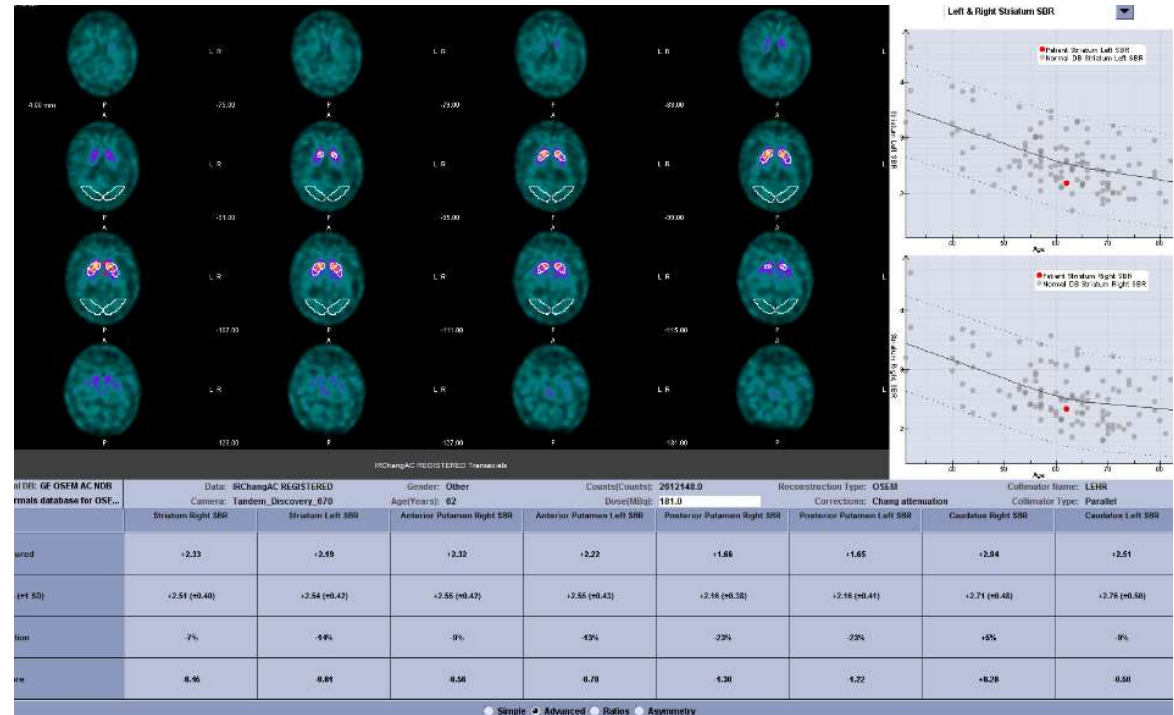 Left & Right Striatum SBR
Patient Striatum Left SBR
Normal DB Striatum Left SBR
Striatum Left SBR
Age
Patient Striatum Right SBR
Normal DB Striatum Right SBR
Striatum Right SBR
Age
4.00 mm
-75.00
-79.00
-83.00
-91.00
-95.00
-99.00
-107.00
-111.00
-115.00
-127.00
-131.00
IRChangAC REGISTERED Transaxials
al DB: GE OSEM AC NDB Data: IRChangAC REGISTERED Gender: Other Counts(Counts): 2612148.0 Reconstruction Type: OSEM Collimator Name: LEHR
rmals database for OSE... Camera: Tandem_Discovery_670 Age(Years): 62 Dose(MBq): 181.0 Corrections: Chang attenuation Collimator Type: Parallel
Striatum Right SBR Striatum Left SBR Anterior Putamen Right SBR Anterior Putamen Left SBR Posterior Putamen Right SBR Posterior Putamen Left SBR Caudatus Right SBR Caudatus Left SBR
ured +2.33 +2.19 +2.32 +2.22 +1.66 +1.65 +2.84 +2.51
(±1 SD) +2.51 (±0.40) +2.54 (±0.42) +2.55 (±0.42) +2.55 (±0.43) +2.16 (±0.38) +2.16 (±0.41) +2.71 (±0.48) +2.76 (±0.50)
tion -7% -14% -9% -13% -23% -23% +5% -9%
re -0.46 -0.81 -0.56 -0.78 -1.30 -1.22 +0.28 -0.50
Simple Advanced Ratios Asymmetry